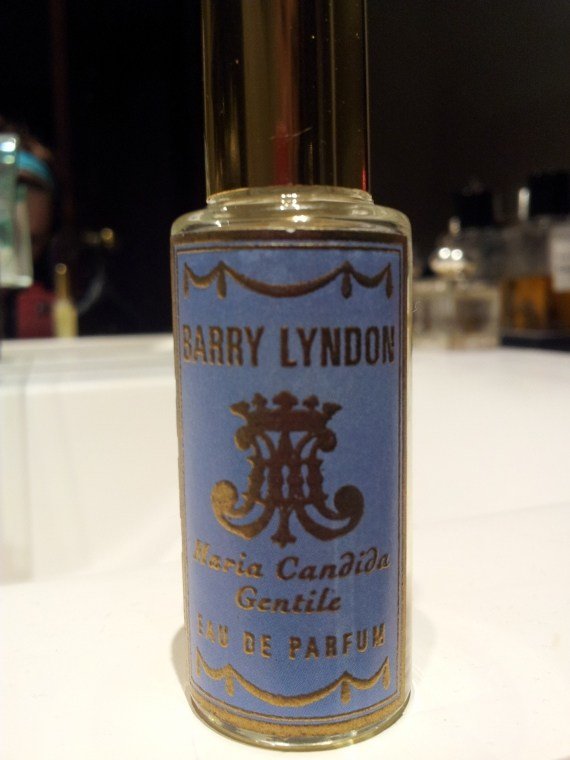 BARRY LYNDON
Maria Candida
Gentile
EAU DE PARFUM